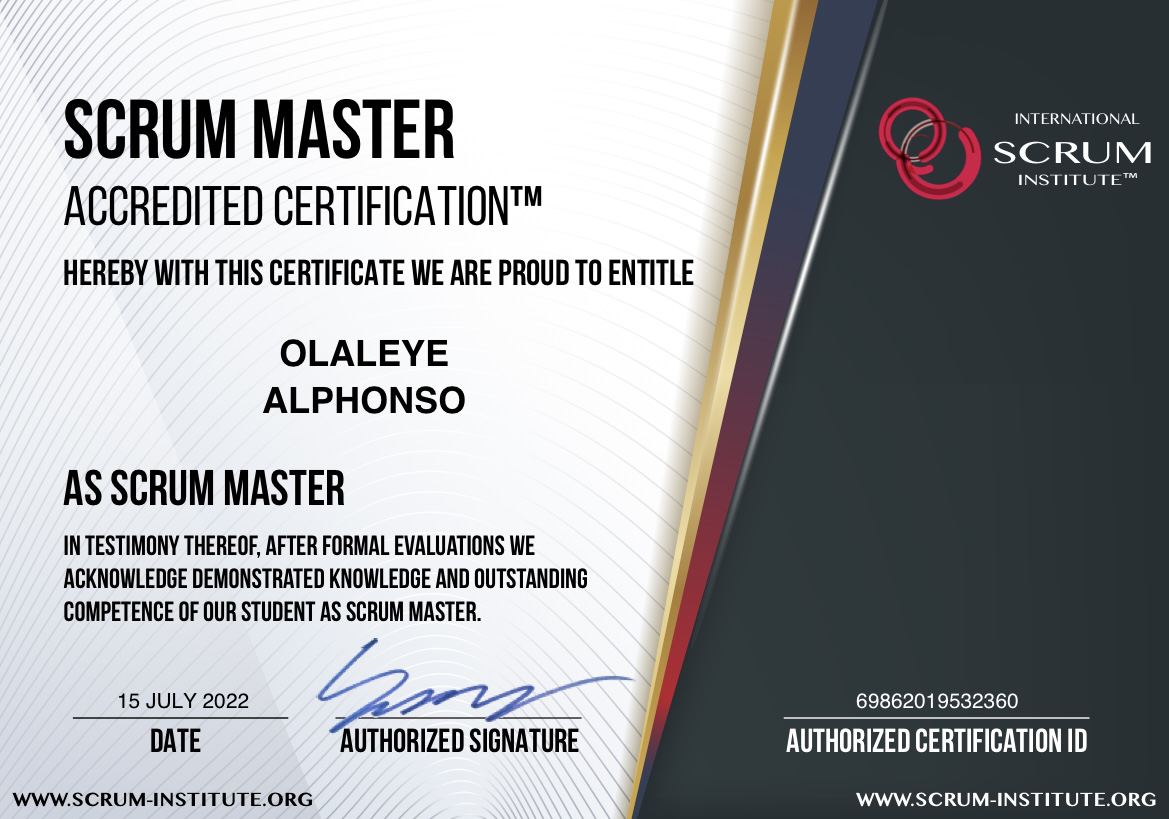 SCRUM MASTER
ACCREDITED CERTIFICATION™
HEREBY WITH THIS CERTIFICATE WE ARE PROUD TO ENTITLE
OLALEYE
ALPHONSO
AS SCRUM MASTER
IN TESTIMONY THEREOF, AFTER FORMAL EVALUATIONS WE
ACKNOWLEDGE DEMONSTRATED KNOWLEDGE AND OUTSTANDING
COMPETENCE OF OUR STUDENT AS SCRUM MASTER.
15 JULY 2022
DATE
AUTHORIZED SIGNATURE
WWW.SCRUM-INSTITUTE.ORG
INTERNATIONAL
SCRUM
INSTITUTE™
69862019532360
AUTHORIZED CERTIFICATION ID
WWW.SCRUM-INSTITUTE.ORG